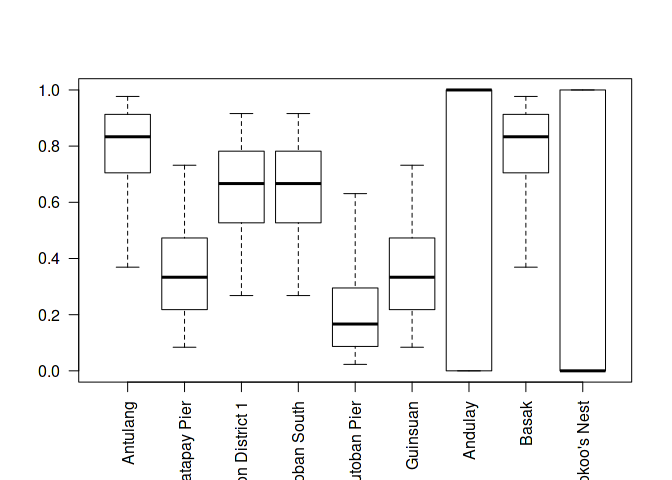 1.0
0.8
0.6
0.4
0.2
0.0
Antulang
atapay Pier
on District 1
oban South
utoban Pier
Guinsuan
Andulay
Basak
okoo's Nest